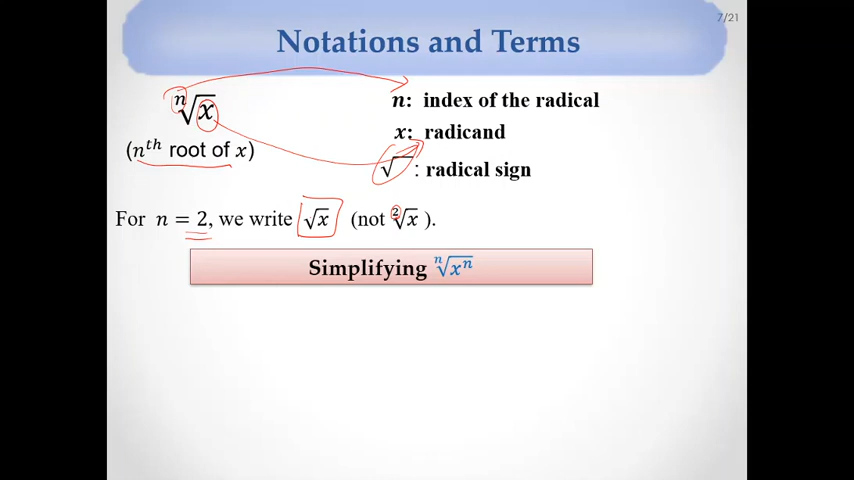 7/21
Notations and Terms
ⁿ√x
n: index of the radical
x: radicand
(nᵗʰ root of x)
√ : radical sign
For n = 2, we write √x (not ²√x ).
Simplifying ⁿ√xⁿ